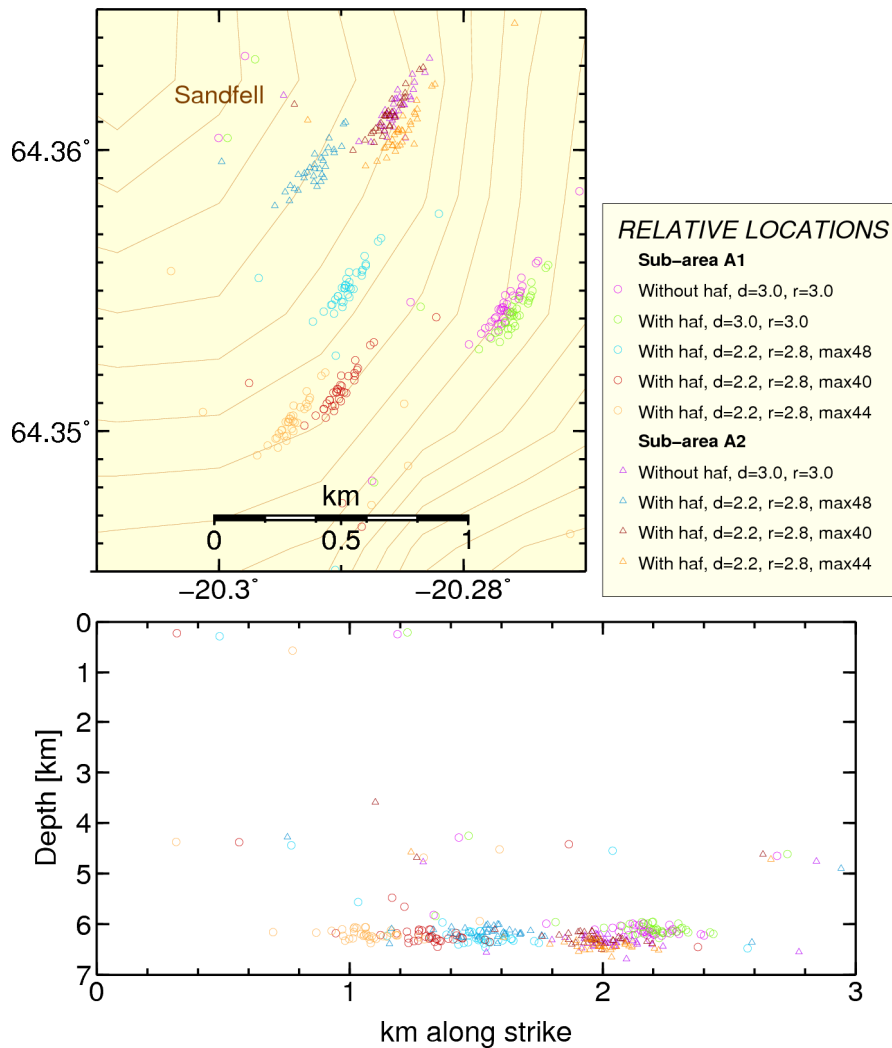 Sandfell
64.36°
64.35°
km
0 0.5 1
−20.3° −20.28°
RELATIVE LOCATIONS
Sub-area A1
Without haf, d=3.0, r=3.0
With haf, d=3.0, r=3.0
With haf, d=2.2, r=2.8, max48
With haf, d=2.2, r=2.8, max40
With haf, d=2.2, r=2.8, max44
Sub-area A2
Without haf, d=3.0, r=3.0
With haf, d=2.2, r=2.8, max48
With haf, d=2.2, r=2.8, max40
With haf, d=2.2, r=2.8, max44
0
1
2
3
4
5
6
7
Depth [km]
0 1 2 3
km along strike